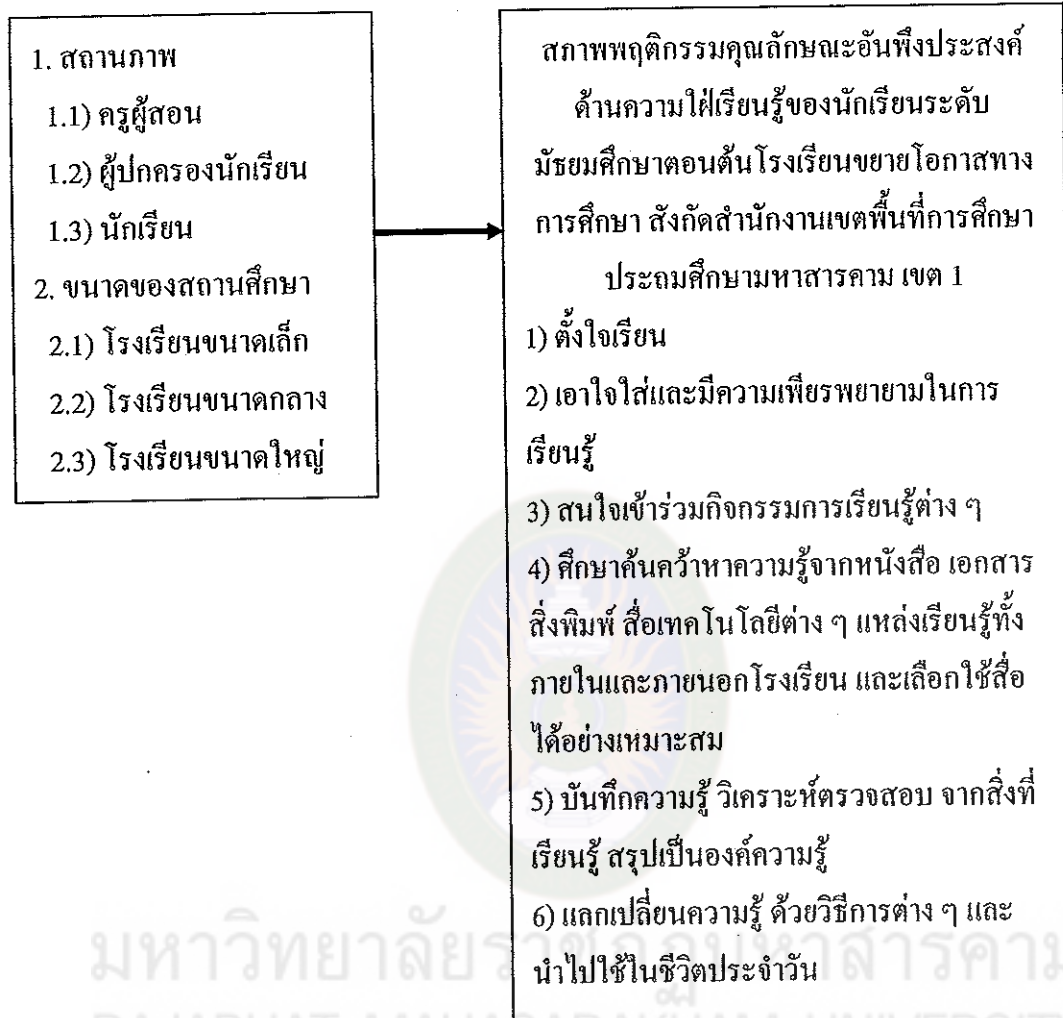 1. สถานภาพ
1.1) ครูผู้สอน
1.2) ผู้ปกครองนักเรียน
1.3) นักเรียน
2. ขนาดของสถานศึกษา
2.1) โรงเรียนขนาดเล็ก
2.2) โรงเรียนขนาดกลาง
2.3) โรงเรียนขนาดใหญ่
สภาพพฤติกรรมคุณลักษณะอันพึงประสงค์
ด้านความใฝ่เรียนรู้ของนักเรียนระดับ
มัธยมศึกษาตอนต้นโรงเรียนขยายโอกาสทาง
การศึกษา สังกัดสำนักงานเขตพื้นที่การศึกษา
ประถมศึกษามหาสารคาม เขต 1
1) ตั้งใจเรียน
2) เอาใจใส่และมีความเพียรพยายามในการ
เรียนรู้
3) สนใจเข้าร่วมกิจกรรมการเรียนรู้ต่าง ๆ
4) ศึกษาค้นคว้าหาความรู้จากหนังสือ เอกสาร
สิ่งพิมพ์ สื่อเทคโนโลยีต่าง ๆ แหล่งเรียนรู้ทั้ง
ภายในและภายนอกโรงเรียน และเลือกใช้สื่อ
ได้อย่างเหมาะสม
5) บันทึกความรู้ วิเคราะห์ตรวจสอบ จากสิ่งที่
เรียนรู้ สรุปเป็นองค์ความรู้
6) แลกเปลี่ยนความรู้ ด้วยวิธีการต่าง ๆ และ
นำไปใช้ในชีวิตประจำวัน
มหาวิทยาลัยราชภัฏมหาสารคาม